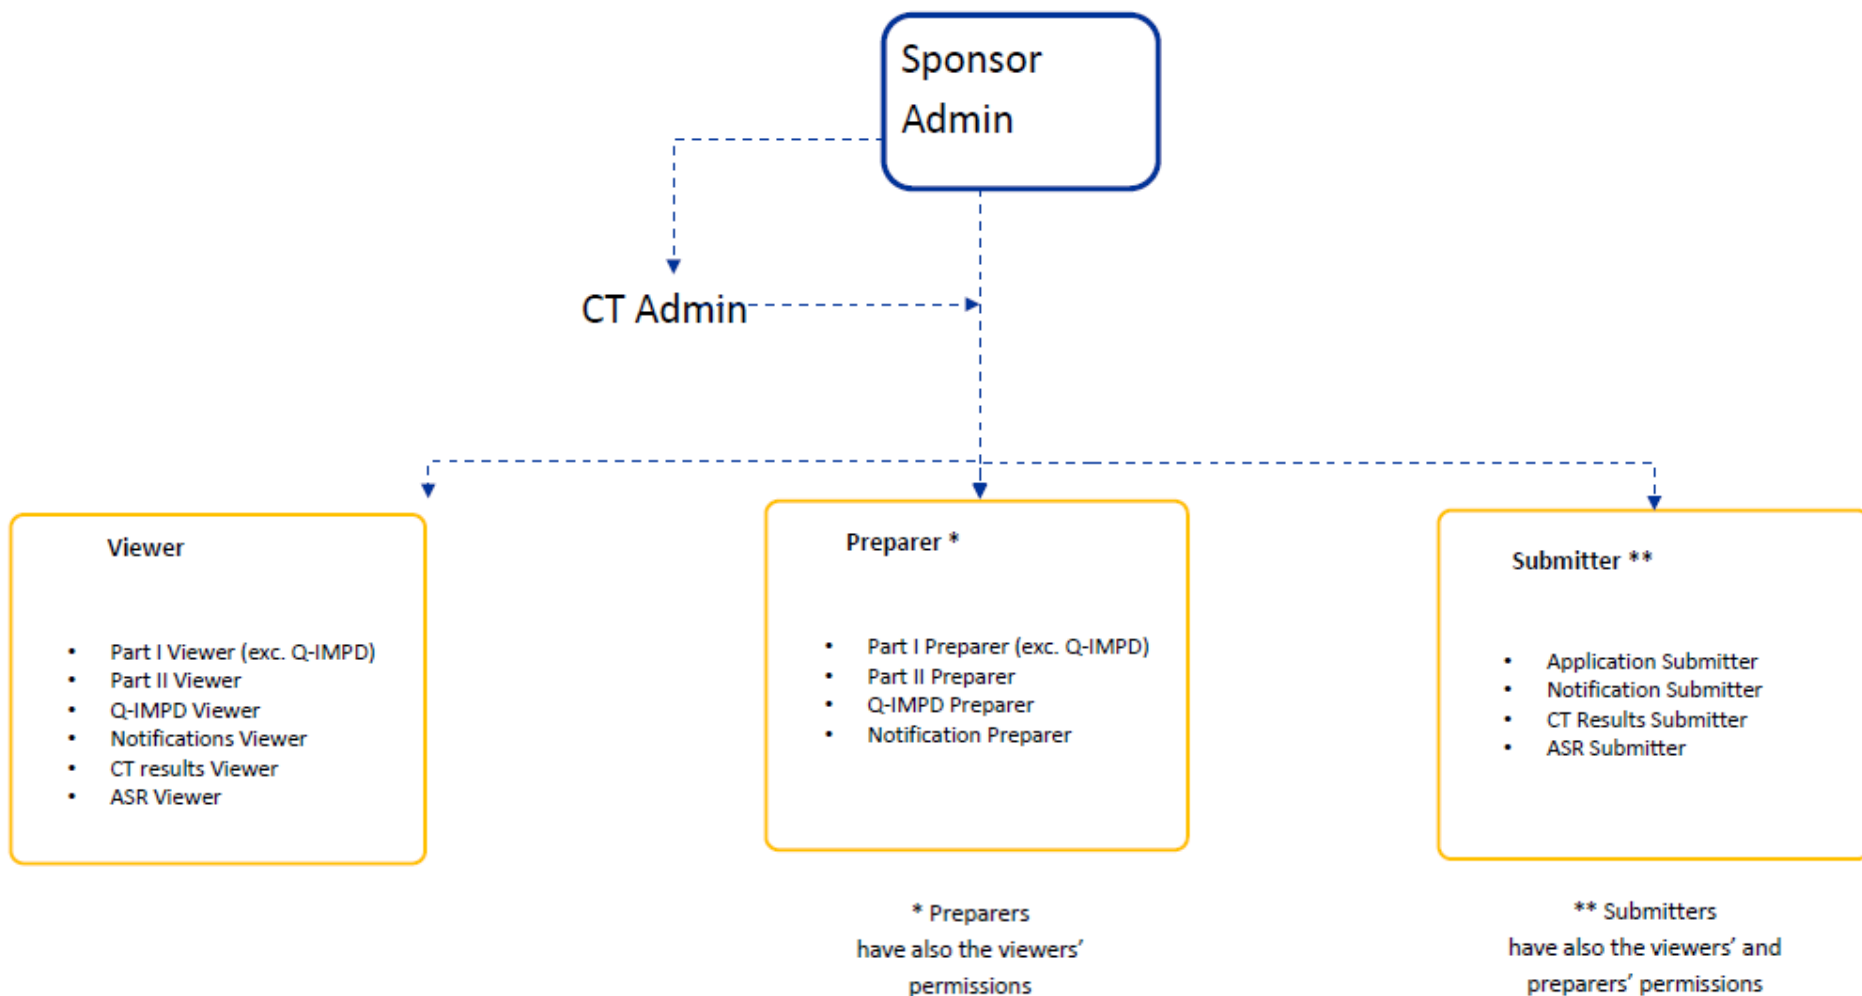 Sponsor
Admin
CT Admin
Viewer
• Part I Viewer (exc. Q-IMPD)
• Part II Viewer
• Q-IMPD Viewer
• Notifications Viewer
• CT results Viewer
• ASR Viewer
Preparer *
• Part I Preparer (exc. Q-IMPD)
• Part II Preparer
• Q-IMPD Preparer
• Notification Preparer
Submitter **
• Application Submitter
• Notification Submitter
• CT Results Submitter
• ASR Submitter
* Preparers
have also the viewers’
permissions
** Submitters
have also the viewers’ and
preparers’ permissions